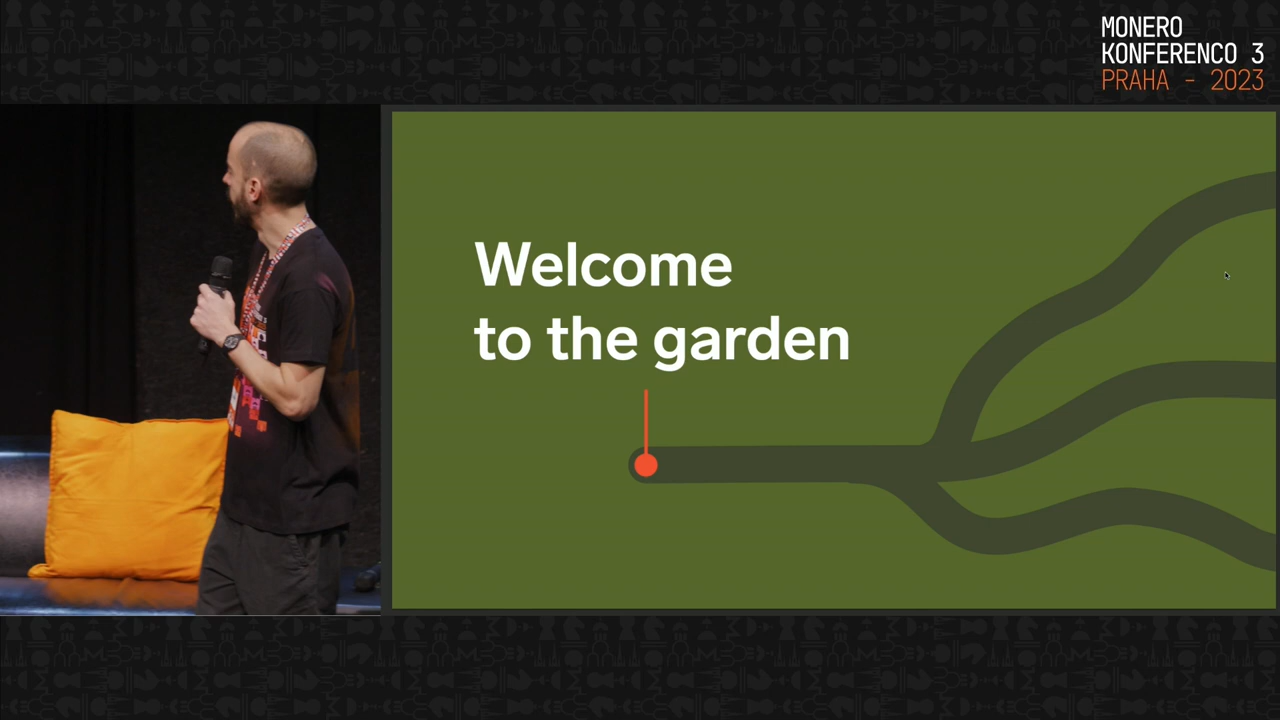 MONERO
KONFERENCO 3
PRAHA - 2023
Welcome
to the garden